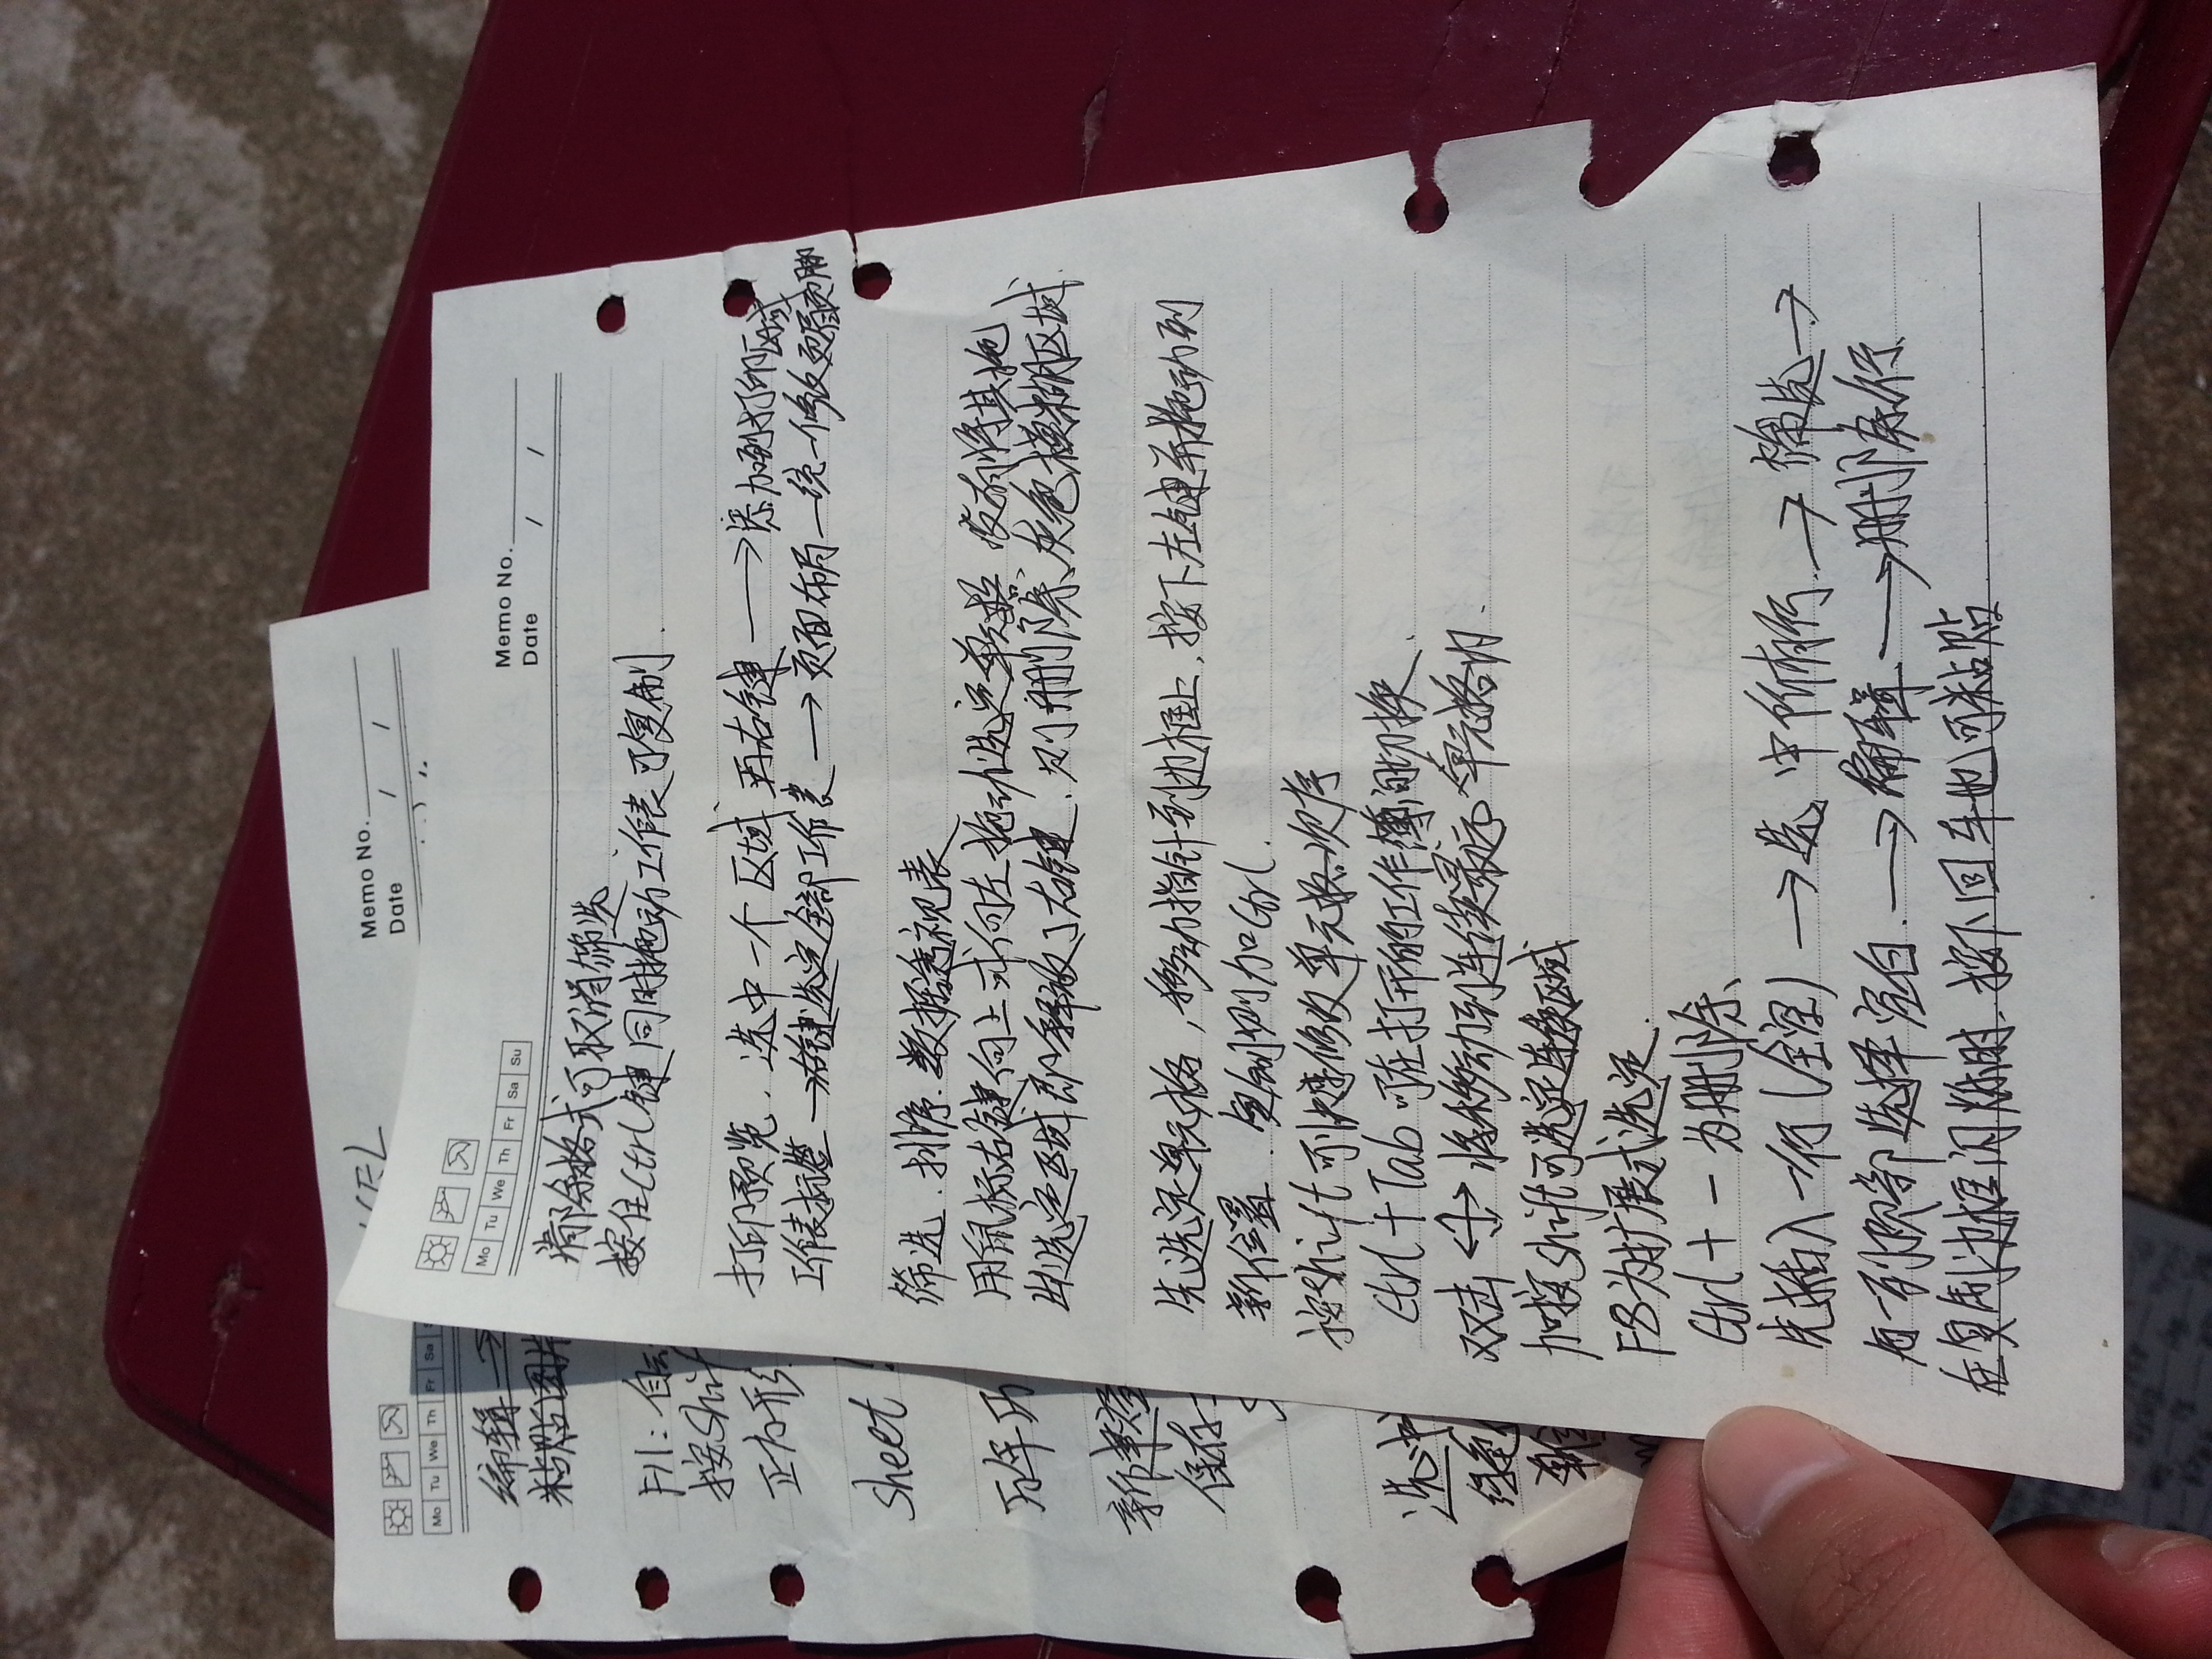 XEL
Memo No.
Date / /
Mo Tu We Th Fr Sa S
编辑 →
粘贴图片
F11: 自动
按Shift
正方形
Sheet 1
万年历
新建
保存
选中
Memo No.
Date / /
Mo Tu We Th Fr Sa Su
清除格式可取消筛选
按住Ctrl键同时拖动工作表可复制.
打印预览. 选中一个区域 再右键 → 添加到打印区域
工作表标签 → 右键选定全部工作表 → 页面布局—统一修改页眉页脚
筛选. 排序. 数据透视表
用鼠标右键向上或向左拖动选定单元格 没有将其拖
出选定区域即释放了右键. 则删除灰色模糊区域.
先选定单元格, 移动指针到边框上. 按下左键并拖动到
新位置. 复制则加Ctrl.
按shift可快速修改单元格次序
Ctrl + Tab 可在打开的工作簿间切换.
双击 将移动到连续最远单元格内.
加按shift可选定连续区域
F8为扩展式选定.
Ctrl + - 为删除
先插入一行(全空) → 选中所有行. → 筛选 →
每一列顶部选择空白. → 编辑 → 删除行
在复制边框闪烁时. 按下回车也可粘贴